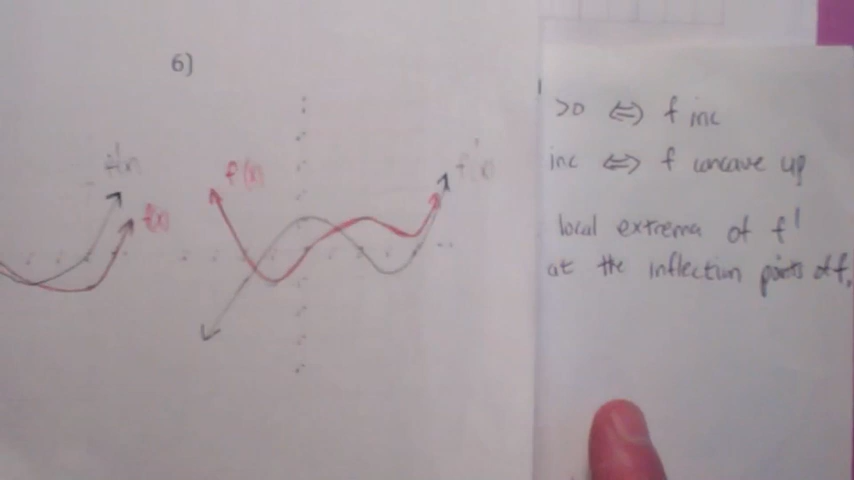 6)
f'(x)
f(x)
f(x)
f'(x)
>0 ⇔ f inc
inc ⇔ f concave up
local extrema of f'
at the inflection points of f.